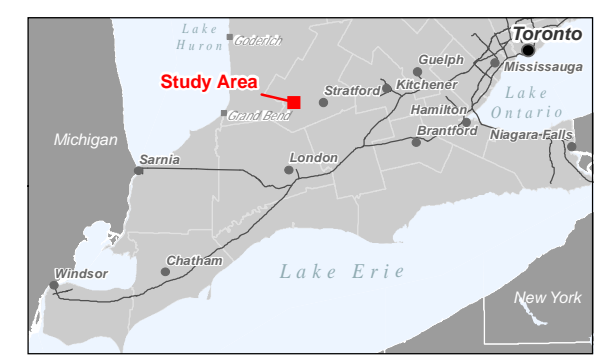 Lake
Huron
Goderich
Toronto
Guelph
Mississauga
Study Area
Stratford
Kitchener
Lake
Ontario
Grand Bend
Hamilton
Brantford
Niagara-Falls
Michigan
Sarnia
London
Chatham
Lake Erie
Windsor
New York